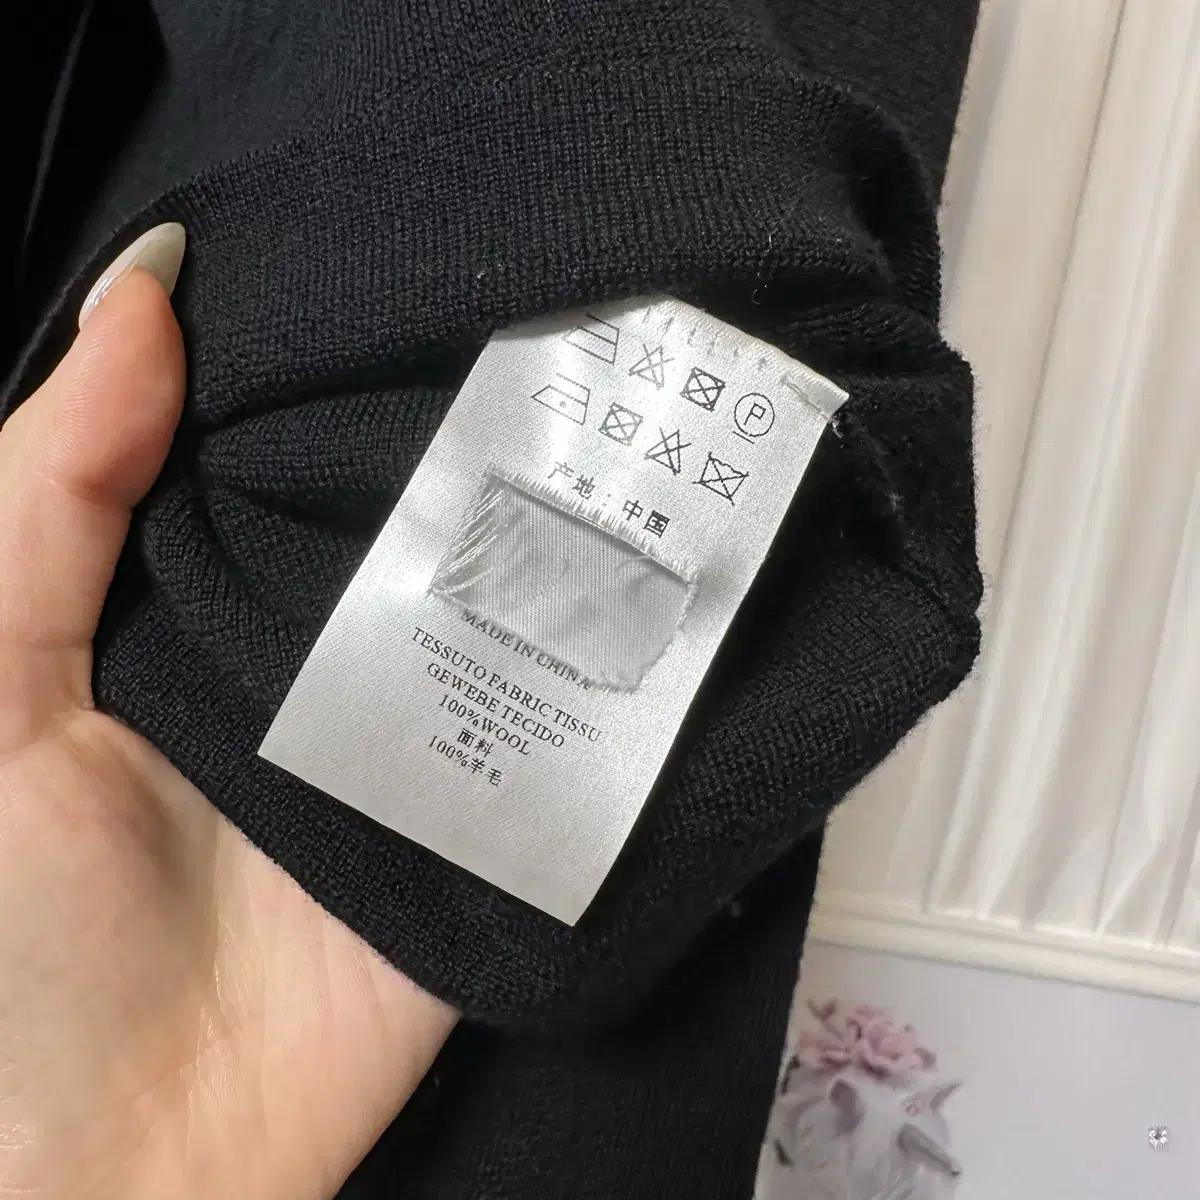 P
产地：中国
MADE IN CHINA
TESSUTO FABRIC TISSU
GEWEBE TECIDO
100%WOOL
面料
100%羊毛